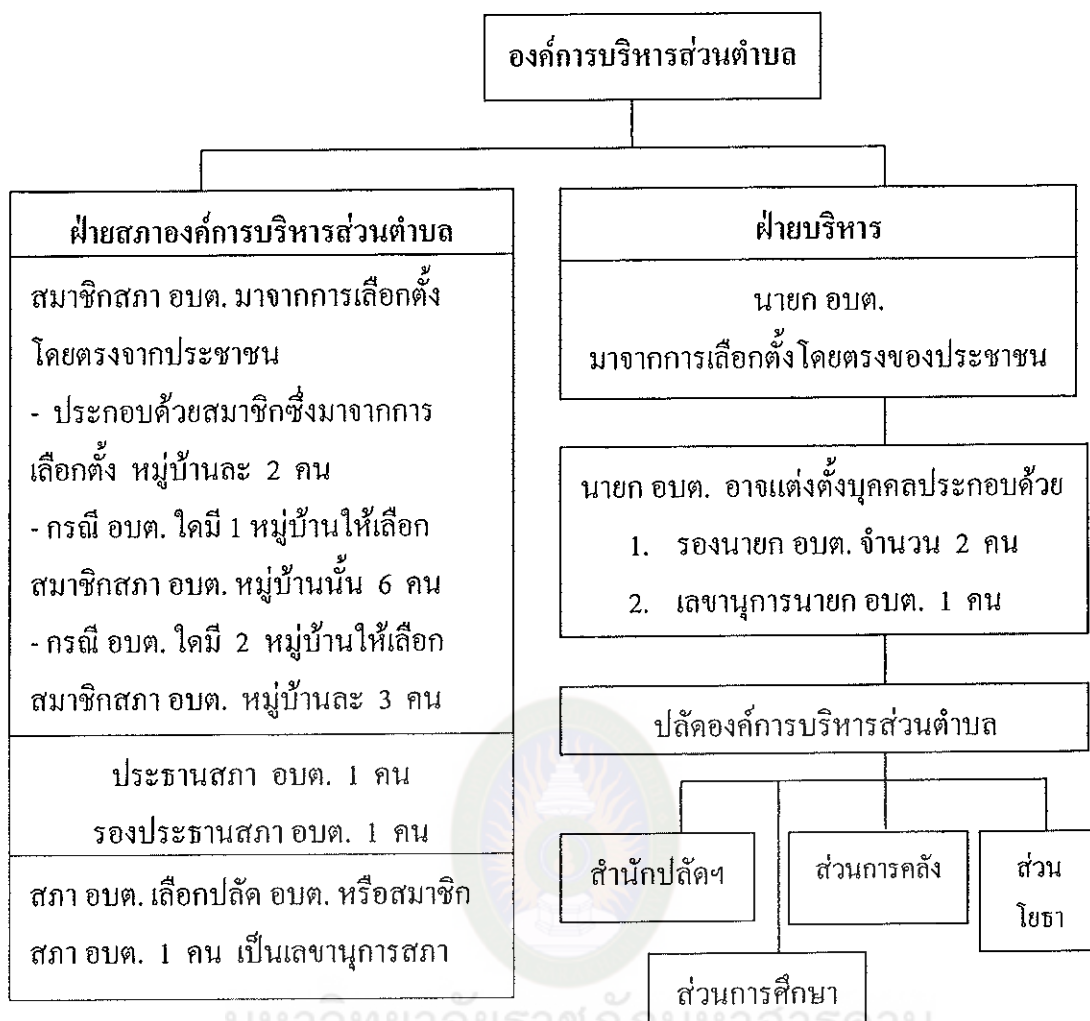 องค์การบริหารส่วนตำบล
ฝ่ายสภาองค์การบริหารส่วนตำบล
สมาชิกสภา อบต. มาจากการเลือกตั้ง
โดยตรงจากประชาชน
- ประกอบด้วยสมาชิกซึ่งมาจากการ
เลือกตั้ง หมู่บ้านละ 2 คน
- กรณี อบต. ใดมี 1 หมู่บ้านให้เลือก
สมาชิกสภา อบต. หมู่บ้านนั้น 6 คน
- กรณี อบต. ใดมี 2 หมู่บ้านให้เลือก
สมาชิกสภา อบต. หมู่บ้านละ 3 คน
ประธานสภา อบต. 1 คน
รองประธานสภา อบต. 1 คน
สภา อบต. เลือกปลัด อบต. หรือสมาชิก
สภา อบต. 1 คน เป็นเลขานุการสภา
ฝ่ายบริหาร
นายก อบต.
มาจากการเลือกตั้งโดยตรงของประชาชน
นายก อบต. อาจแต่งตั้งบุคคลประกอบด้วย
1. รองนายก อบต. จำนวน 2 คน
2. เลขานุการนายก อบต. 1 คน
ปลัดองค์การบริหารส่วนตำบล
สำนักปลัดฯ
ส่วนการคลัง
ส่วน
โยธา
ส่วนการศึกษา